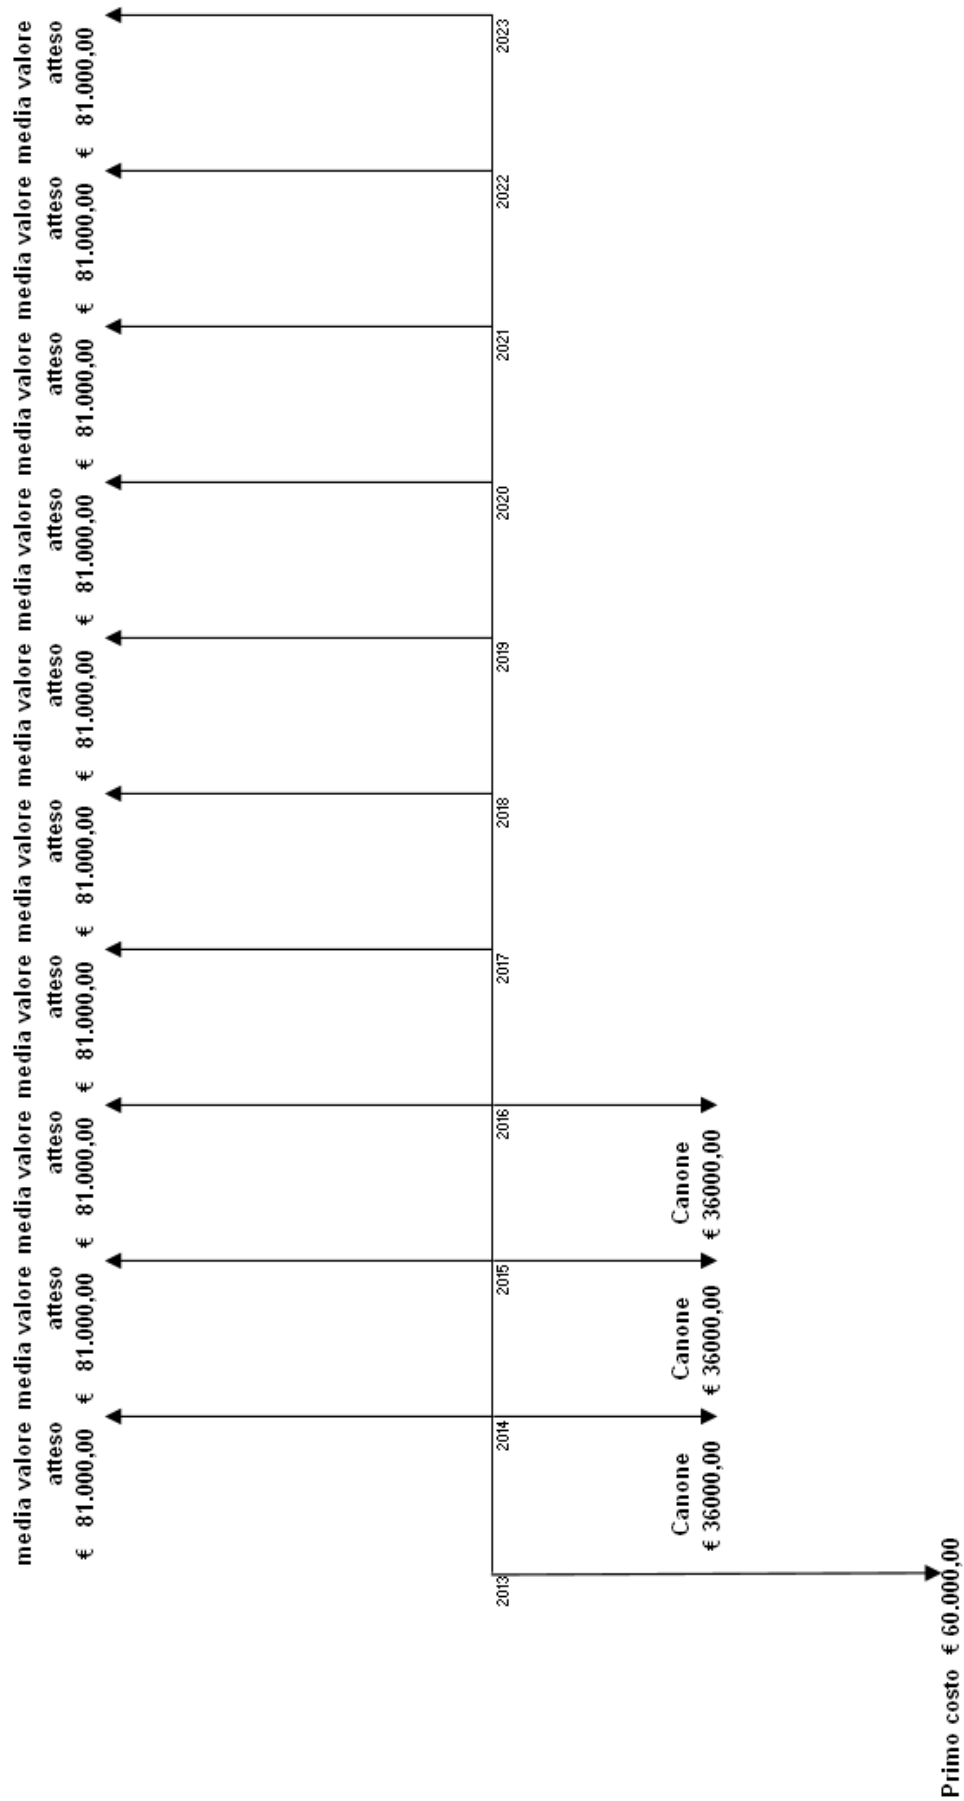 media valore media valore media valore media valore media valore media valore media valore media valore media valore media valore
atteso atteso atteso atteso atteso atteso atteso atteso atteso atteso
€ 81.000,00 € 81.000,00 € 81.000,00 € 81.000,00 € 81.000,00 € 81.000,00 € 81.000,00 € 81.000,00 € 81.000,00 € 81.000,00
2013 2014 2015 2016 2017 2018 2019 2020 2021 2022 2023
Canone Canone Canone
€ 36000,00 € 36000,00 € 36000,00
Primo costo € 60.000,00